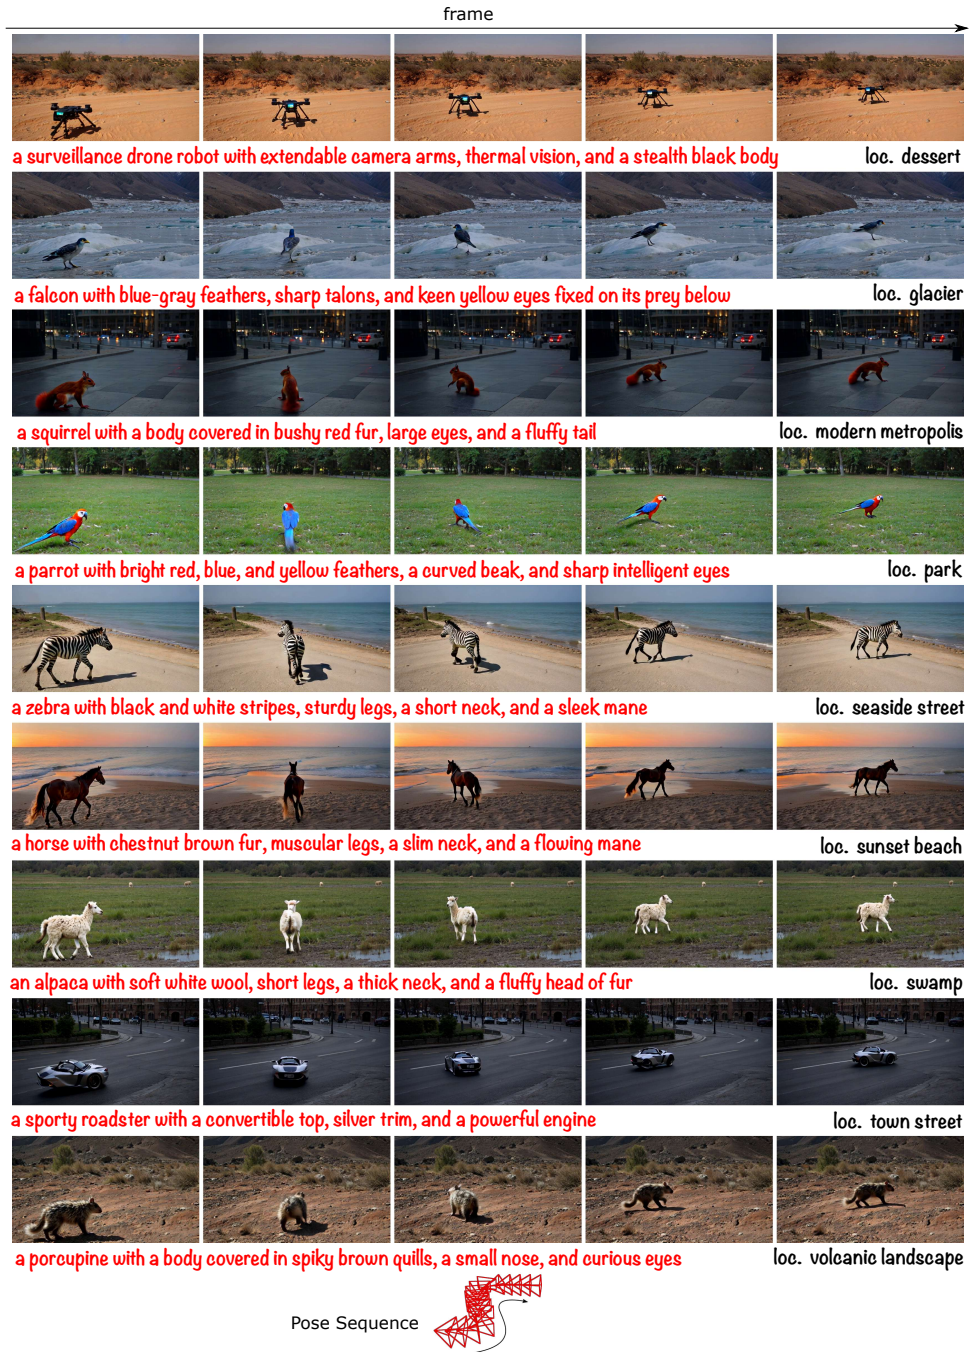 frame
a surveillance drone robot with extendable camera arms, thermal vision, and a stealth black body loc. dessert
a falcon with blue-gray feathers, sharp talons, and keen yellow eyes fixed on its prey below loc. glacier
a squirrel with a body covered in bushy red fur, large eyes, and a fluffy tail loc. modern metropolis
a parrot with bright red, blue, and yellow feathers, a curved beak, and sharp intelligent eyes loc. park
a zebra with black and white stripes, sturdy legs, a short neck, and a sleek mane loc. seaside street
a horse with chestnut brown fur, muscular legs, a slim neck, and a flowing mane loc. sunset beach
an alpaca with soft white wool, short legs, a thick neck, and a fluffy head of fur loc. swamp
a sporty roadster with a convertible top, silver trim, and a powerful engine loc. town street
a porcupine with a body covered in spiky brown quills, a small nose, and curious eyes loc. volcanic landscape
Pose Sequence